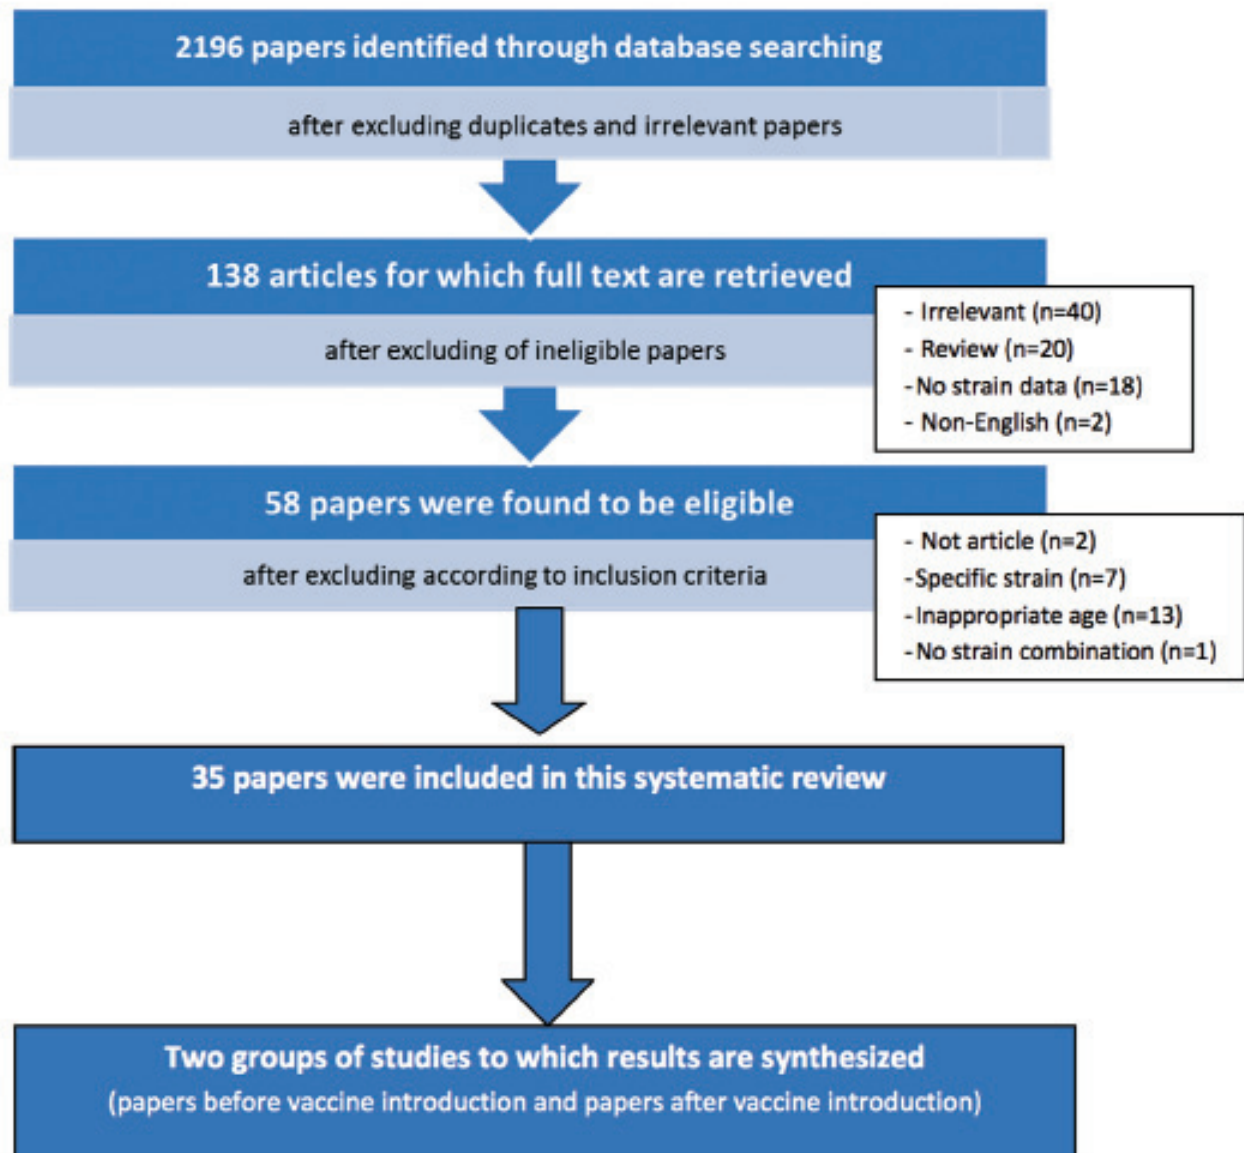 2196 papers identified through database searching
after excluding duplicates and irrelevant papers
138 articles for which full text are retrieved
after excluding of ineligible papers
- Irrelevant (n=40)
- Review (n=20)
-No strain data (n=18)
- Non-English (n=2)
58 papers were found to be eligible
after excluding according to inclusion criteria
- Not article (n=2)
-Specific strain (n=7)
-Inappropriate age (n=13)
-No strain combination (n=1)
35 papers were included in this systematic review
Two groups of studies to which results are synthesized
(papers before vaccine introduction and papers after vaccine introduction)